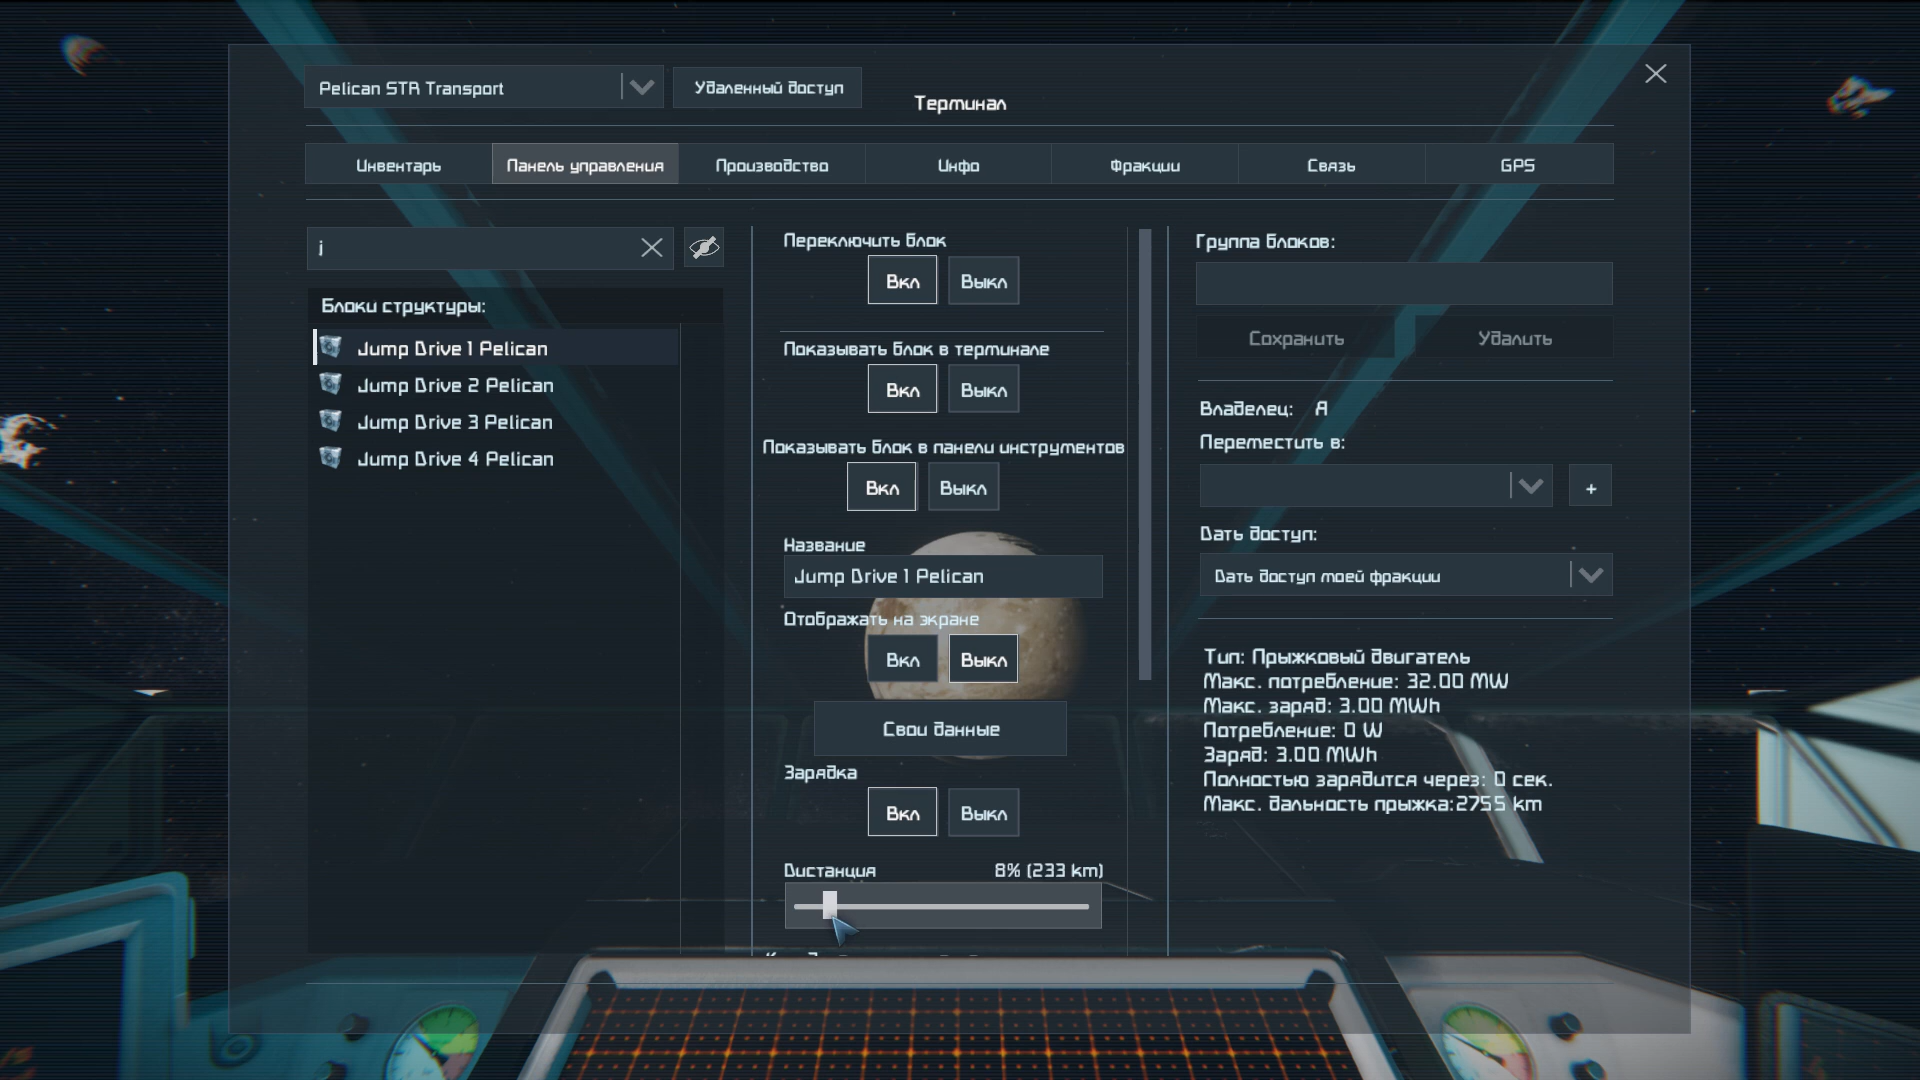 Pelican STR Transport
Удаленный доступ
Терминал
Инвентарь
Панель управления
Производство
Инфо
Фракции
Связь
GPS
j
Блоки структуры:
Jump Drive 1 Pelican
Jump Drive 2 Pelican
Jump Drive 3 Pelican
Jump Drive 4 Pelican
Переключить блок
Вкл Выкл
Показывать блок в терминале
Вкл Выкл
Показывать блок в панели инструментов
Вкл Выкл
Название
Jump Drive 1 Pelican
Отображать на экране
Вкл Выкл
Свои данные
Зарядка
Вкл Выкл
Дистанция 8% (233 km)
Группа блоков:
Сохранить Удалить
Владелец: A
Переместить в:
+
Дать доступ:
Дать доступ моей фракции
Тип: Прыжковый двигатель
Макс. потребление: 32.00 MW
Макс. заряд: 3.00 MWh
Потребление: 0 W
Заряд: 3.00 MWh
Полностью зарядится через: 0 сек.
Макс. дальность прыжка:2755 km